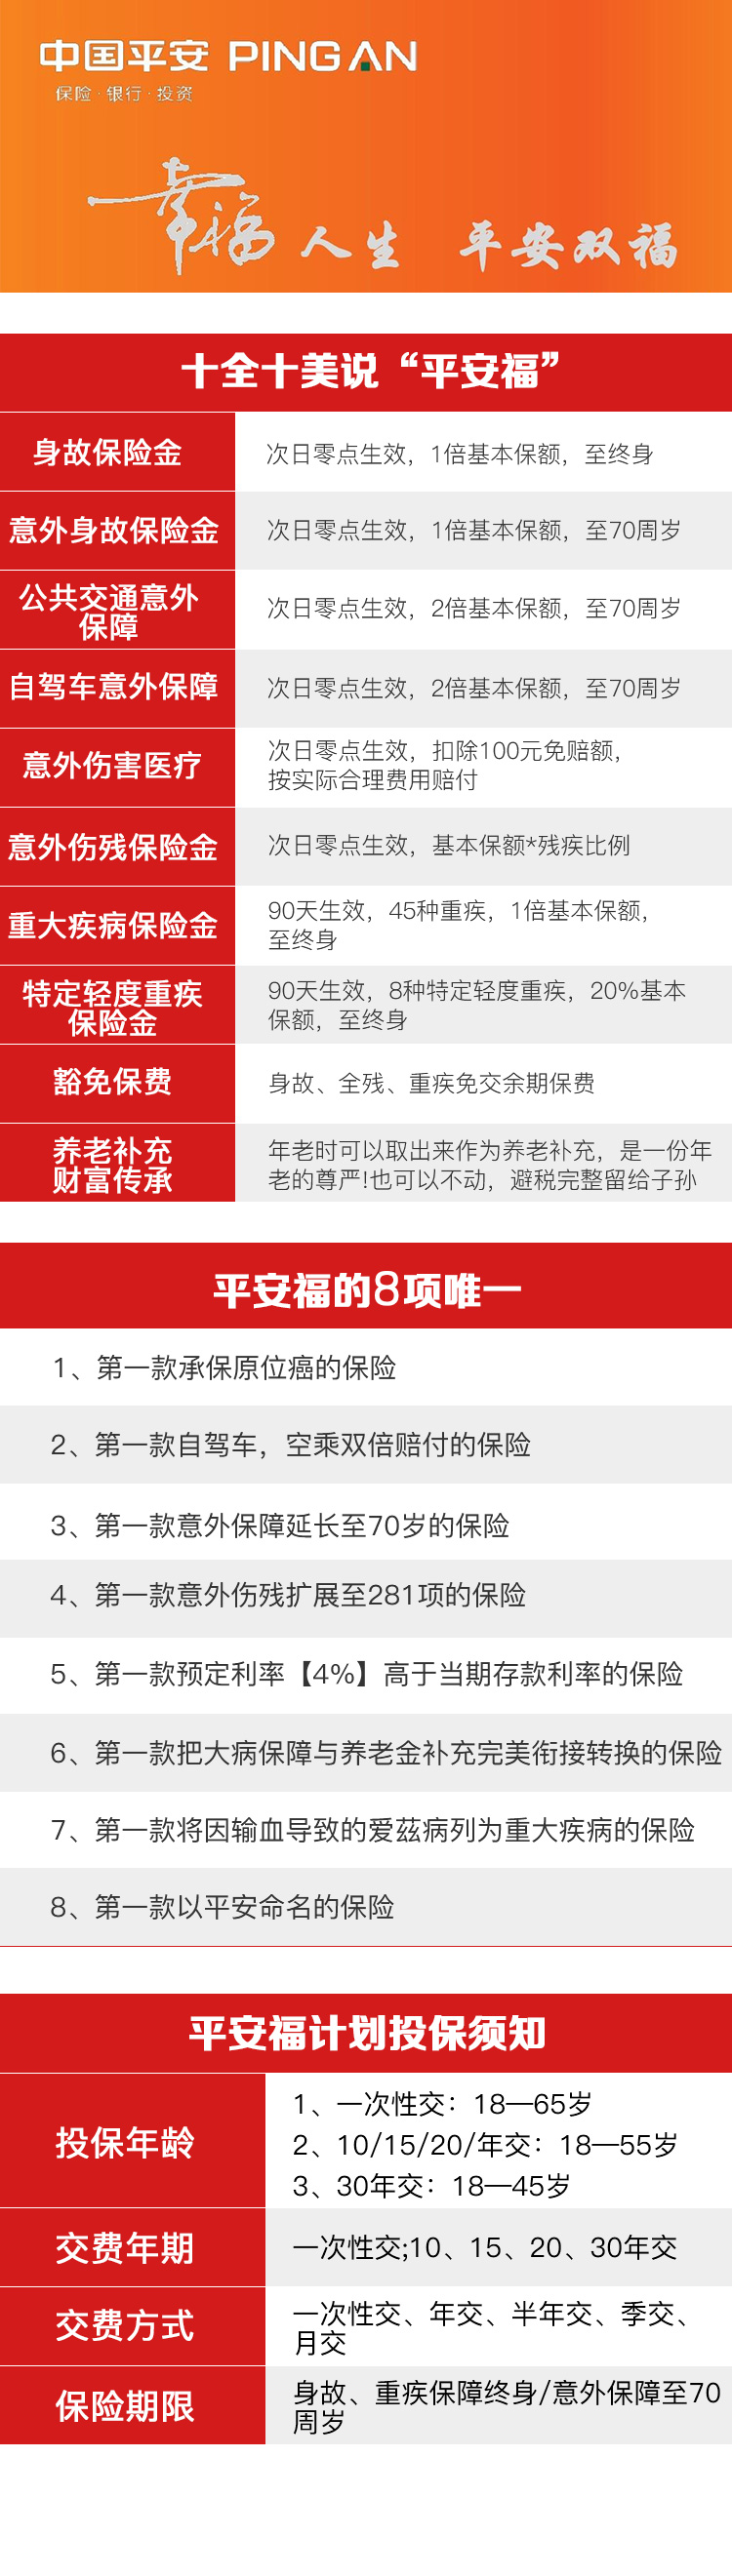 中国平安 PING AN
保险·银行·投资
幸福人生 平安双福
十全十美说“平安福”
身故保险金
次日零点生效，1倍基本保额，至终身
意外身故保险金
次日零点生效，1倍基本保额，至70周岁
公共交通意外
保障
次日零点生效，2倍基本保额，至70周岁
自驾车意外保障
次日零点生效，2倍基本保额，至70周岁
意外伤害医疗
次日零点生效，扣除100元免赔额，
按实际合理费用赔付
意外伤残保险金
次日零点生效，基本保额*残疾比例
重大疾病保险金
90天生效，45种重疾，1倍基本保额，
至终身
特定轻度重疾
保险金
90天生效，8种特定轻度重疾，20%基本
保额，至终身
豁免保费
身故、全残、重疾免交余期保费
养老补充
财富传承
年老时可以取出来作为养老补充，是一份年
老的尊严!也可以不动，避税完整留给子孙
平安福的8项唯一
1、第一款承保原位癌的保险
2、第一款自驾车，空乘双倍赔付的保险
3、第一款意外保障延长至70岁的保险
4、第一款意外伤残扩展至281项的保险
5、第一款预定利率【4%】高于当期存款利率的保险
6、第一款把大病保障与养老金补充完美衔接转换的保险
7、第一款将因输血导致的爱茲病列为重大疾病的保险
8、第一款以平安命名的保险
平安福计划投保须知
投保年龄
1、一次性交：18—65岁
2、10/15/20/年交：18—55岁
3、30年交：18—45岁
交费年期
一次性交;10、15、20、30年交
交费方式
一次性交、年交、半年交、季交、
月交
保险期限
身故、重疾保障终身/意外保障至70
周岁